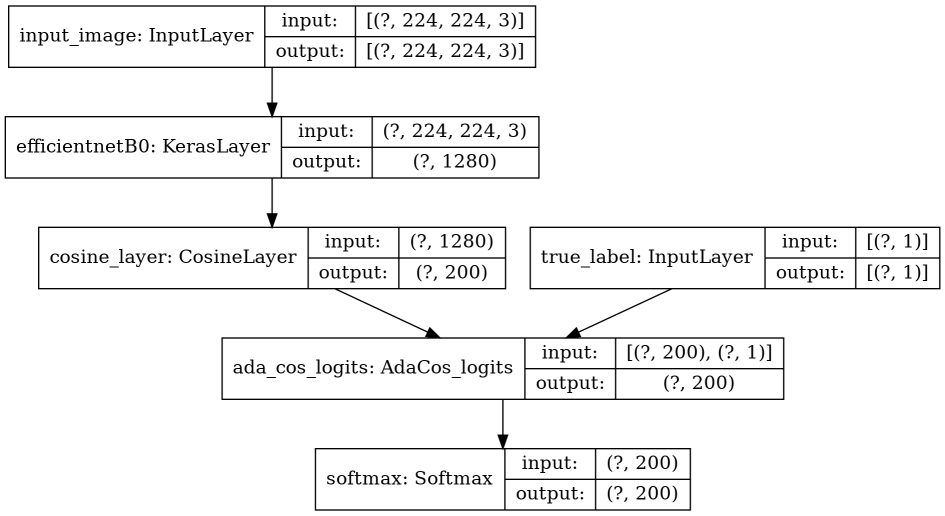 input_image: InputLayer
input: [(?, 224, 224, 3)]
output: [(?, 224, 224, 3)]
efficientnetB0: KerasLayer
input: (?, 224, 224, 3)
output: (?, 1280)
cosine_layer: CosineLayer
input: (?, 1280)
output: (?, 200)
true_label: InputLayer
input: [(?, 1)]
output: [(?, 1)]
ada_cos_logits: AdaCos_logits
input: [(?, 200), (?, 1)]
output: (?, 200)
softmax: Softmax
input: (?, 200)
output: (?, 200)